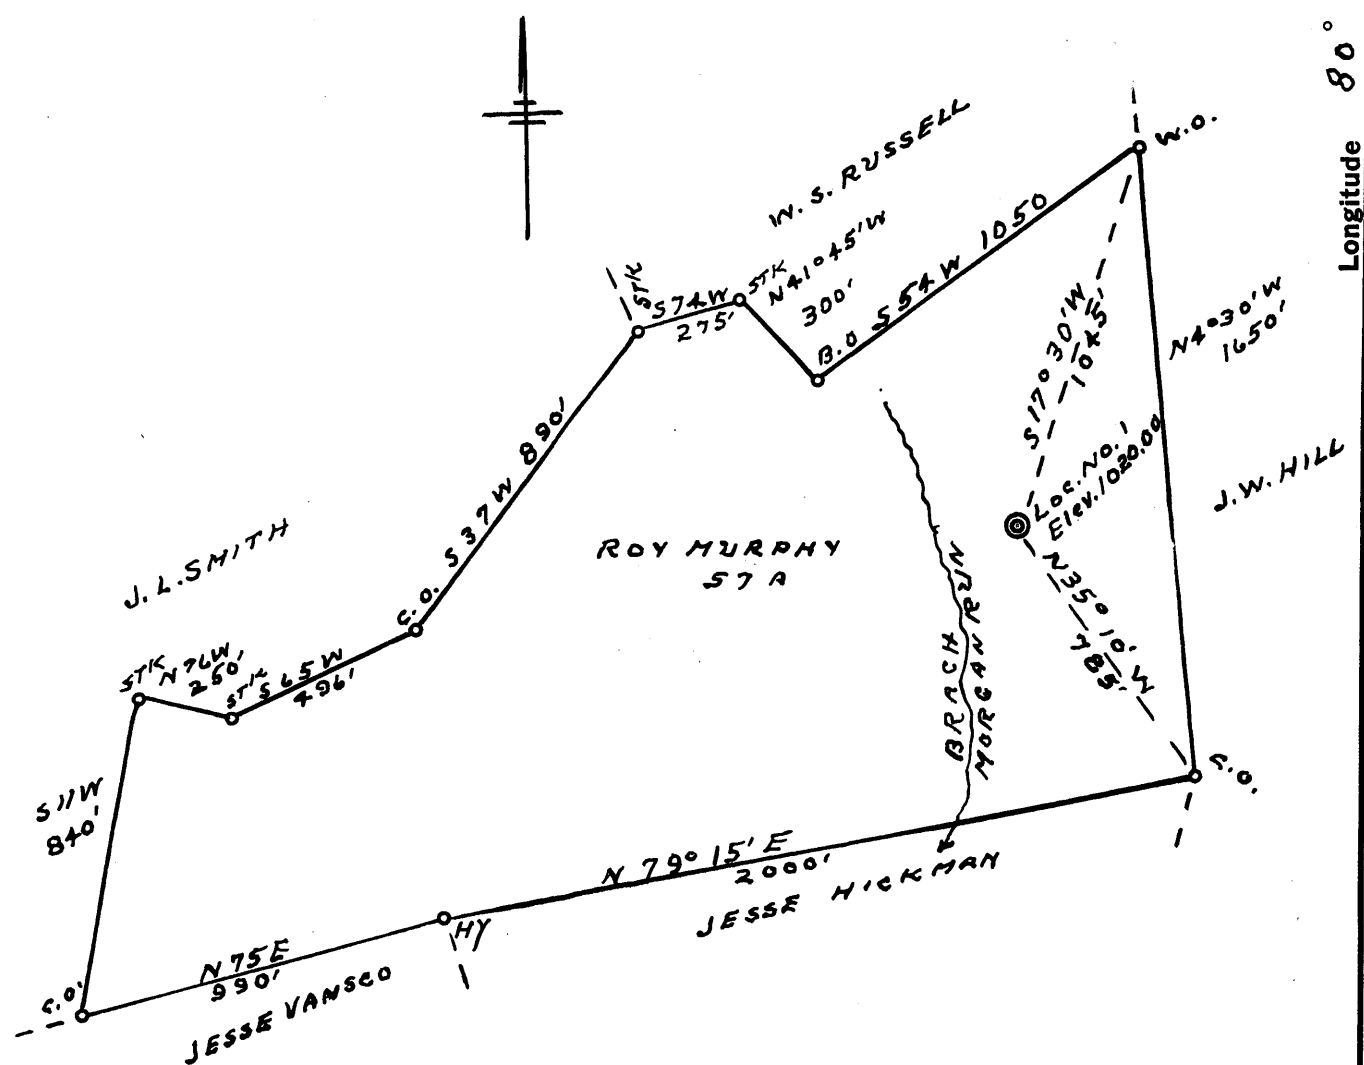 80°
Longitude
W.O.
W. S. RUSSELL
STK
S74W
275'
STK
N41°45'W
300'
B.O
S54W 1050
S17°30'W
1045'
N4°30'W
1650'
Loc. No. 1
Elev. 1020.00
J.W. HILL
S37W 890'
ROY MURPHY
57A
J. L. SMITH
C.O.
STK
N76W
250'
STK
S65W
496'
N35°10'W
785'
BRACH
MORGAN RUN
S11W
840'
C.O.
N 79° 15' E
2000'
JESSE HICKMAN
HY
N75E
990'
JESSE VANSCO
C.O.